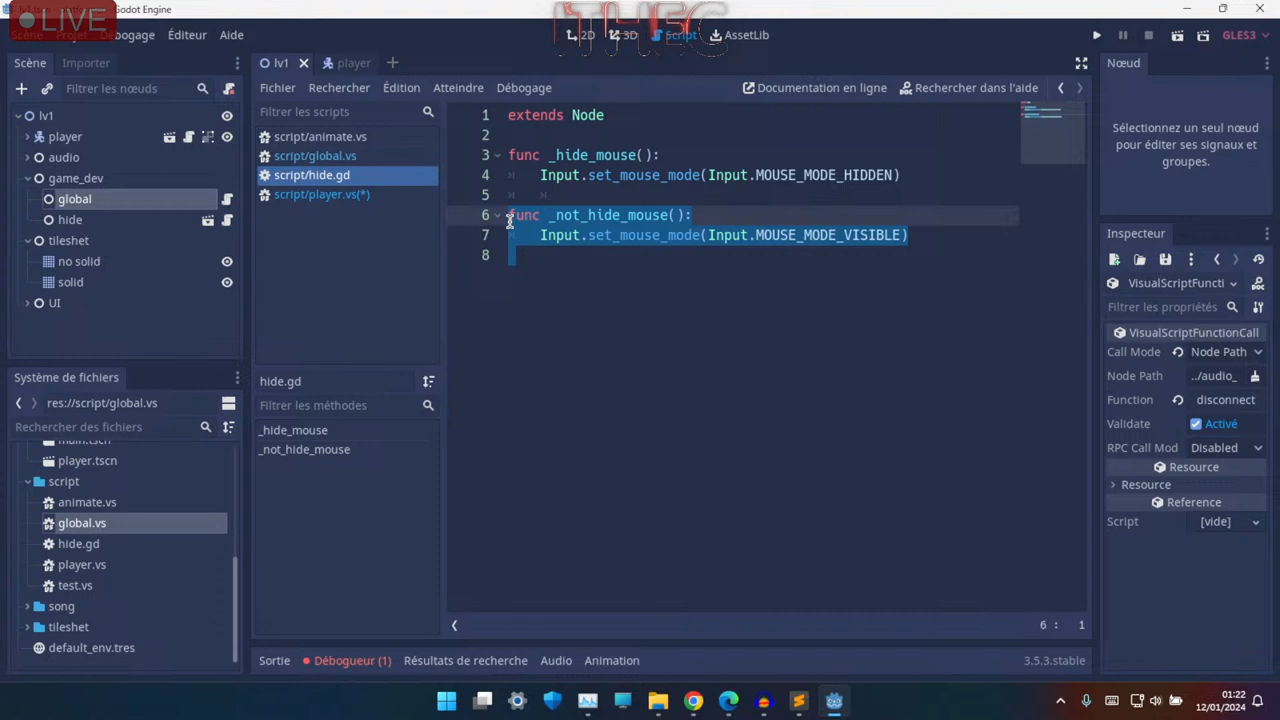 LIVE
Godot Engine
ITHEC
Débogage Éditeur Aide
2D 3D Script AssetLib
GLES3
Scène Importer
Filtrer les nœuds
lv1
player
audio
game_dev
global
hide
tileshet
no solid
solid
UI
Système de fichiers
res://script/global.vs
Rechercher des fichiers
main.tscn
player.tscn
script
animate.vs
global.vs
hide.gd
player.vs
test.vs
song
tileshet
default_env.tres
lv1 player
Fichier Rechercher Édition Atteindre Débogage
Documentation en ligne Rechercher dans l'aide
Filtrer les scripts
script/animate.vs
script/global.vs
script/hide.gd
script/player.vs(*)
hide.gd
Filtrer les méthodes
_hide_mouse
_not_hide_mouse
1 extends Node
2
3 func _hide_mouse():
4 Input.set_mouse_mode(Input.MOUSE_MODE_HIDDEN)
5
6 func _not_hide_mouse():
7 Input.set_mouse_mode(Input.MOUSE_MODE_VISIBLE)
8
6 : 1
Sortie Débogueur (1) Résultats de recherche Audio Animation 3.5.3.stable
Nœud
Sélectionnez un seul nœud
pour éditer ses signaux et
groupes.
Inspecteur
VisualScriptFuncti
Filtrer les propriétés
VisualScriptFunctionCall
Call Mode Node Path
Node Path ../audio_
Function disconnect
Validate Activé
RPC Call Mod Disabled
Resource
Resource
Reference
Script [vide]
01:22
12/01/2024